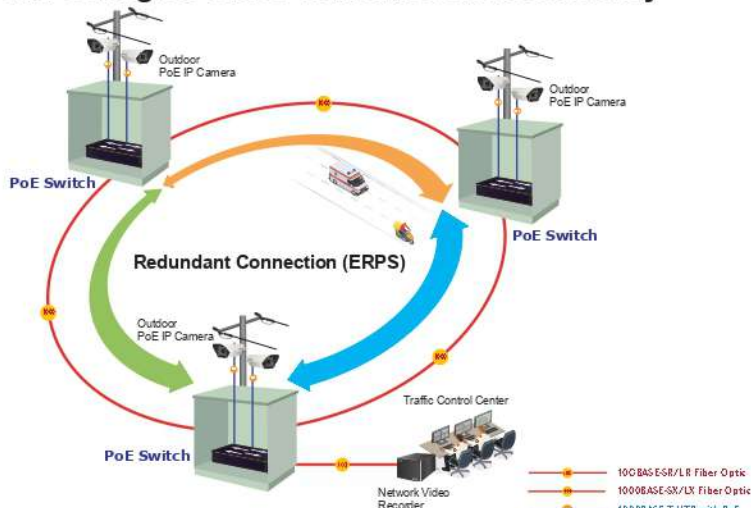 Outdoor
PoE IP Camera
Outdoor
PoE IP Camera
PoE Switch
PoE Switch
Redundant Connection (ERPS)
Outdoor
PoE IP Camera
Traffic Control Center
PoE Switch
Network Video
Recorder
10GBASE-SR/LR Fiber Optic
1000BASE-SX/LX Fiber Optic